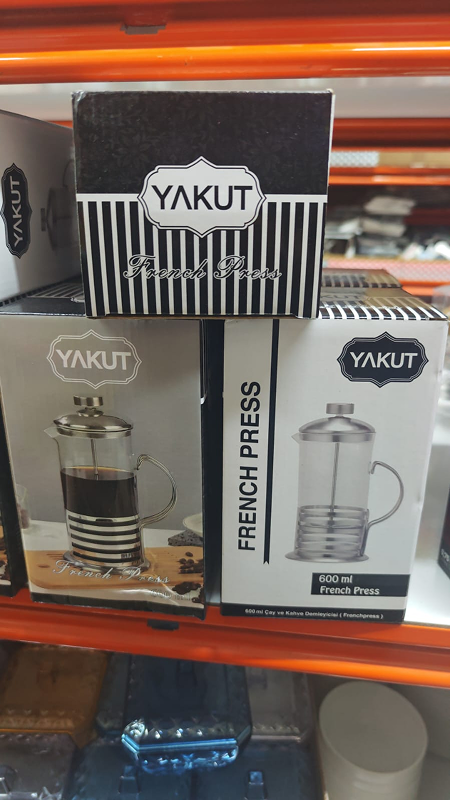 YAKUT
French Press
YAKUT
YAKUT
French Press
YAKUT
FRENCH PRESS
600 ml
French Press
600 ml Çay ve Kahve Demleyicisi ( Frenchpress )